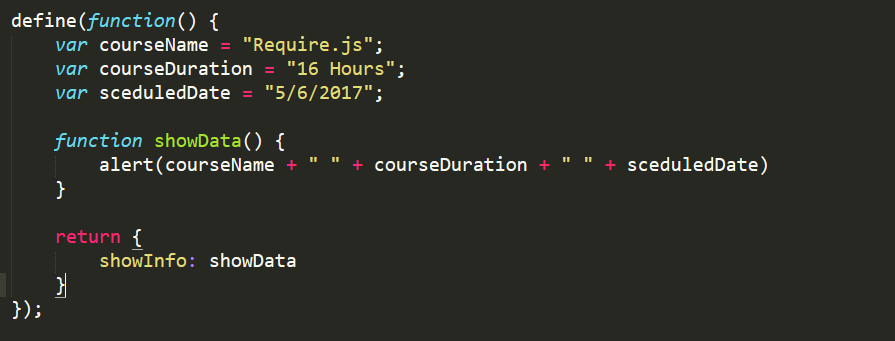 define(function() {
    var courseName = "Require.js";
    var courseDuration = "16 Hours";
    var sceduledDate = "5/6/2017";

    function showData() {
        alert(courseName + " " + courseDuration + " " + sceduledDate)
    }

    return {
        showInfo: showData
    }
});